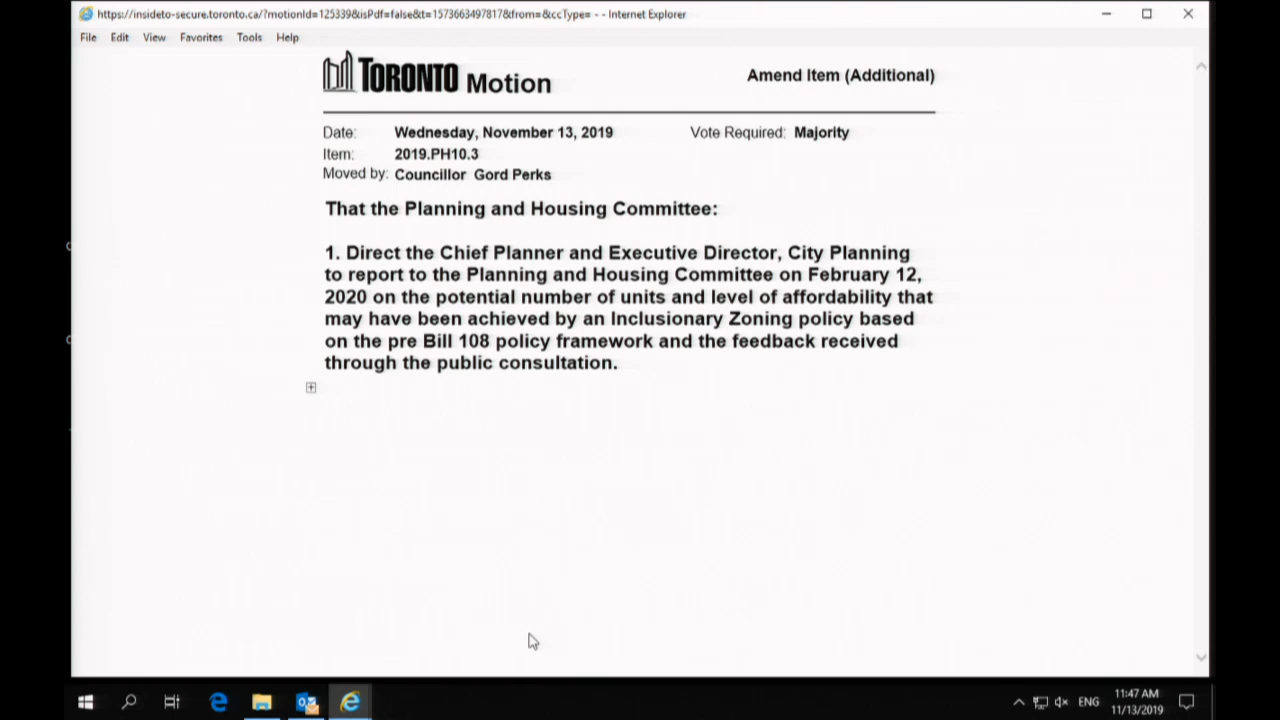 https://insideto-secure.toronto.ca/?motionId=125339&isPdf=false&t=1573663497817&from=&ccType= - - Internet Explorer
File Edit View Favorites Tools Help
TORONTO Motion
Amend Item (Additional)
Date: Wednesday, November 13, 2019
Vote Required: Majority
Item: 2019.PH10.3
Moved by: Councillor Gord Perks
That the Planning and Housing Committee:
1. Direct the Chief Planner and Executive Director, City Planning
to report to the Planning and Housing Committee on February 12,
2020 on the potential number of units and level of affordability that
may have been achieved by an Inclusionary Zoning policy based
on the pre Bill 108 policy framework and the feedback received
through the public consultation.
ENG
11:47 AM
11/13/2019